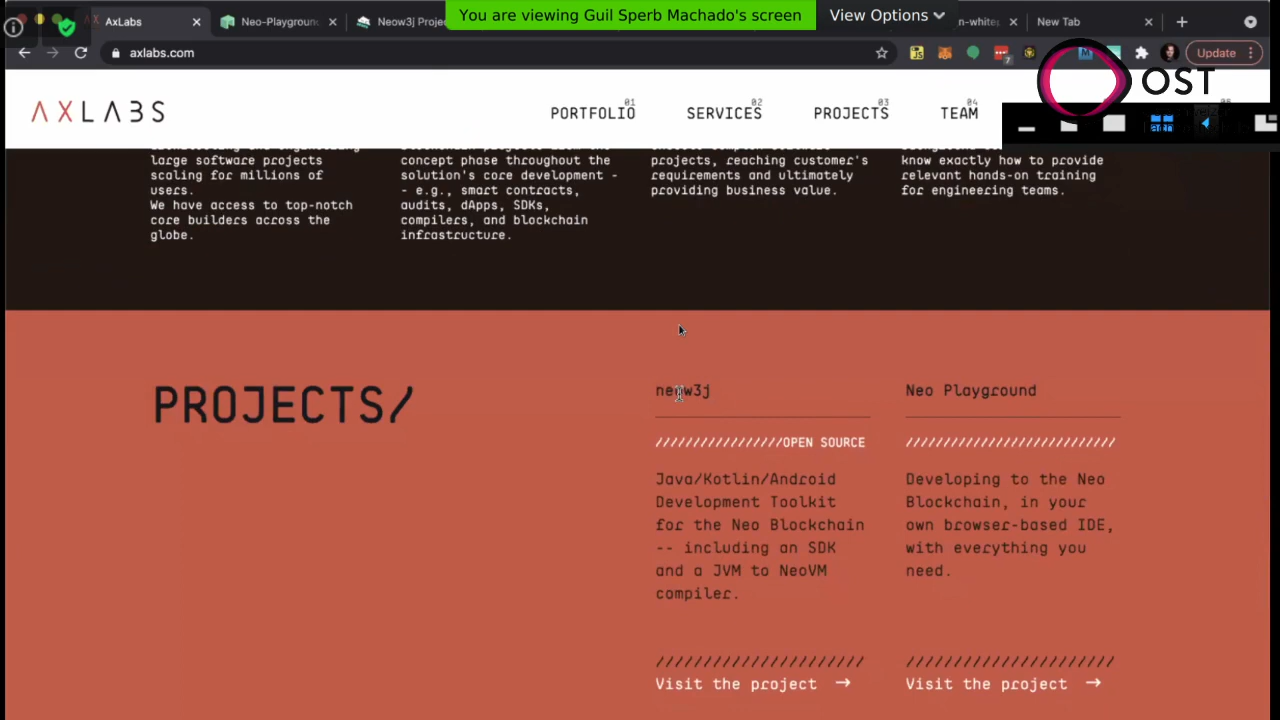 You are viewing Guil Sperb Machado's screen
View Options
AxLabs
Neo-Playground
Neow3j Proje
n-white
New Tab
axlabs.com
7
Update
AXLABS
PORTFOLIO 01
SERVICES 02
PROJECTS 03
TEAM 04
OST
large software projects
scaling for millions of
users.
We have access to top-notch
core builders across the
globe.
concept phase throughout the
solution's core development -
- e.g., smart contracts,
audits, dApps, SDKs,
compilers, and blockchain
infrastructure.
projects, reaching customer's
requirements and ultimately
providing business value.
know exactly how to provide
relevant hands-on training
for engineering teams.
PROJECTS/
neow3j
/////////////////OPEN SOURCE
Java/Kotlin/Android
Development Toolkit
for the Neo Blockchain
-- including an SDK
and a JVM to NeoVM
compiler.
//////////////////////
Visit the project →
Neo Playground
////////////////////////////
Developing to the Neo
Blockchain, in your
own browser-based IDE,
with everything you
need.
//////////////////////
Visit the project →